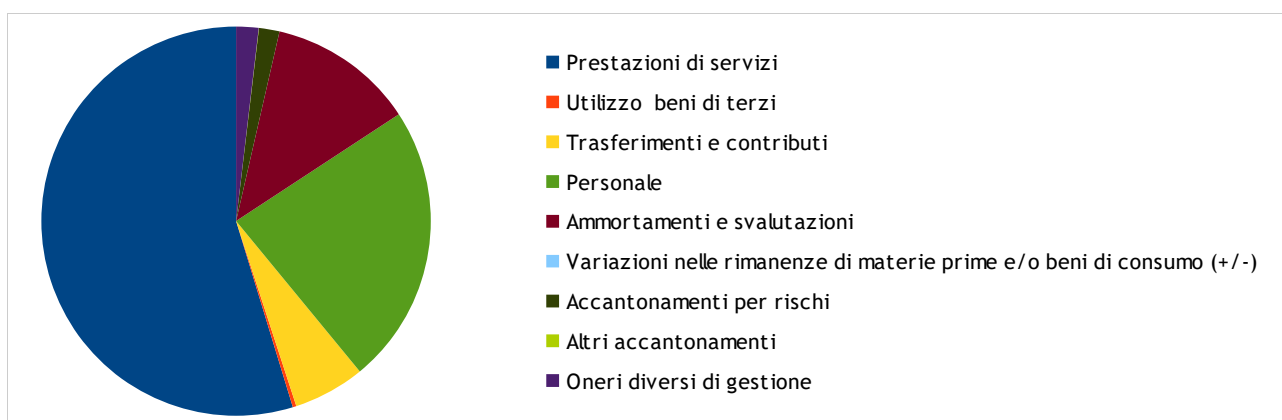 Prestazioni di servizi
Utilizzo beni di terzi
Trasferimenti e contributi
Personale
Ammortamenti e svalutazioni
Variazioni nelle rimanenze di materie prime e/o beni di consumo (+/-)
Accantonamenti per rischi
Altri accantonamenti
Oneri diversi di gestione